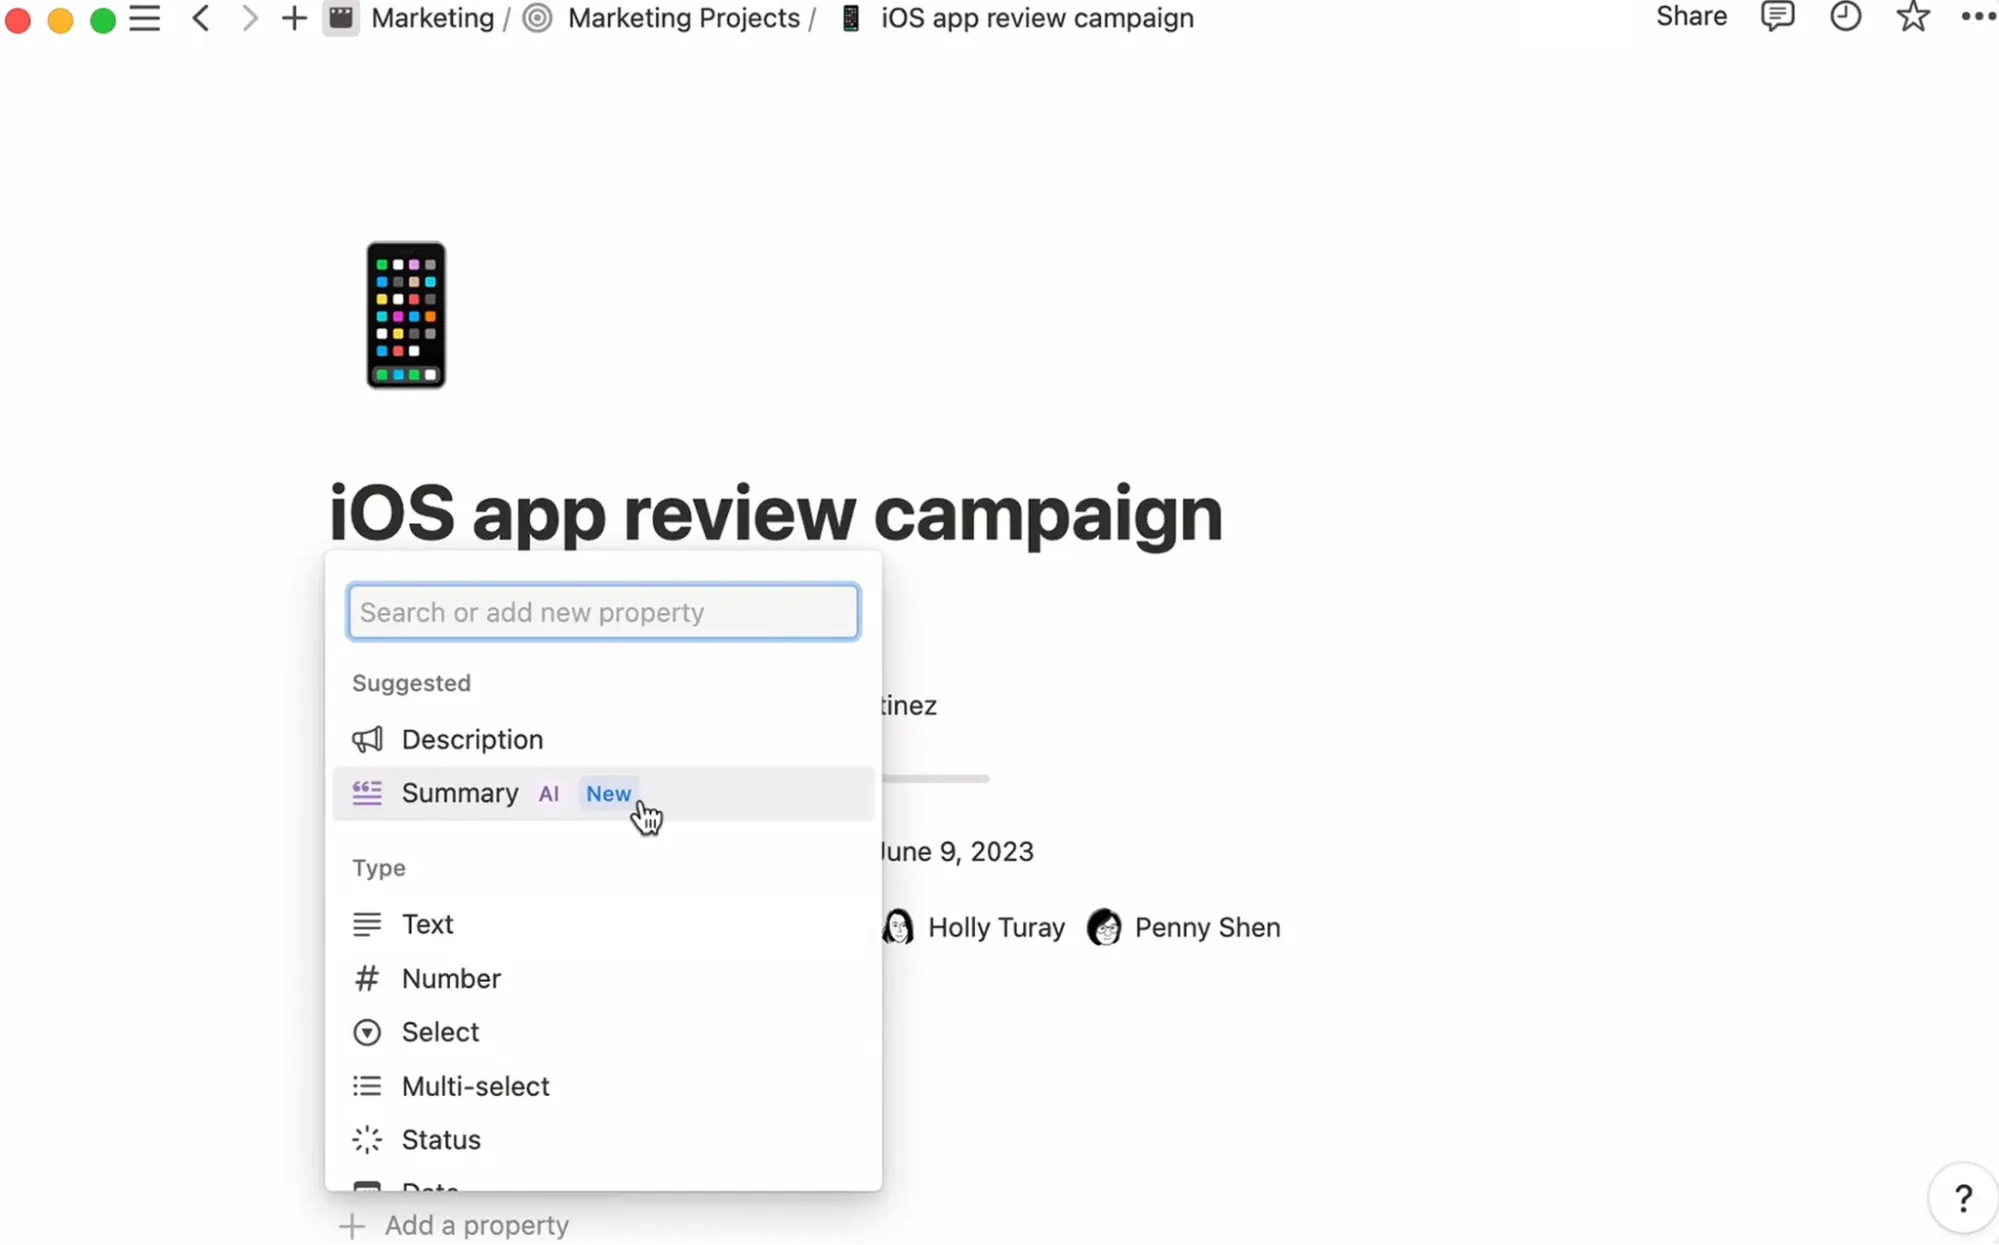 Marketing / Marketing Projects / iOS app review campaign
Share
iOS app review campaign
Search or add new property
Suggested
Description
Summary AI New
tinez
June 9, 2023
Type
Text
Holly Turay Penny Shen
Number
Select
Multi-select
Status
Date
+ Add a property
?